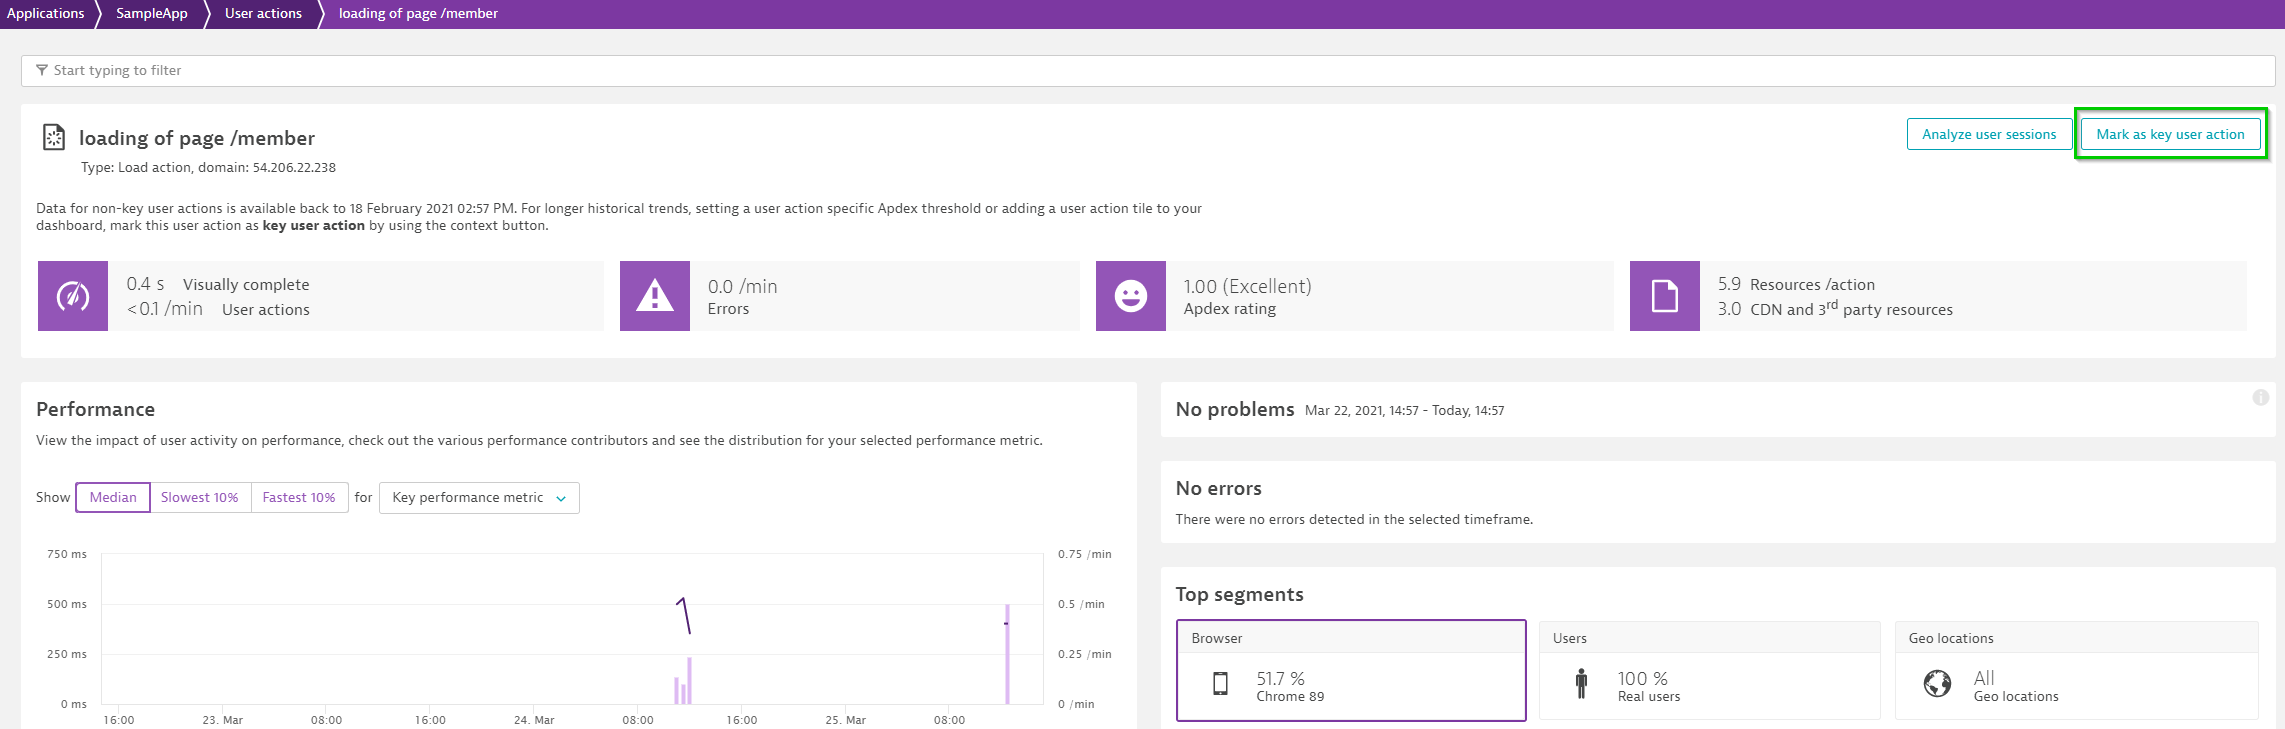 Applications SampleApp User actions loading of page /member
Start typing to filter
loading of page /member
Type: Load action, domain: 54.206.22.238
Analyze user sessions
Mark as key user action
Data for non-key user actions is available back to 18 February 2021 02:57 PM. For longer historical trends, setting a user action specific Apdex threshold or adding a user action tile to your
dashboard, mark this user action as key user action by using the context button.
0.4 s Visually complete
<0.1 /min User actions
0.0 /min
Errors
1.00 (Excellent)
Apdex rating
5.9 Resources /action
3.0 CDN and 3rd party resources
Performance
View the impact of user activity on performance, check out the various performance contributors and see the distribution for your selected performance metric.
Show Median Slowest 10% Fastest 10% for Key performance metric
750 ms 0.75 /min
500 ms 0.5 /min
250 ms 0.25 /min
0 ms 0 /min
16:00 23. Mar 08:00 16:00 24. Mar 08:00 16:00 25. Mar 08:00
No problems Mar 22, 2021, 14:57 - Today, 14:57
No errors
There were no errors detected in the selected timeframe.
Top segments
Browser
51.7 %
Chrome 89
Users
100 %
Real users
Geo locations
All
Geo locations